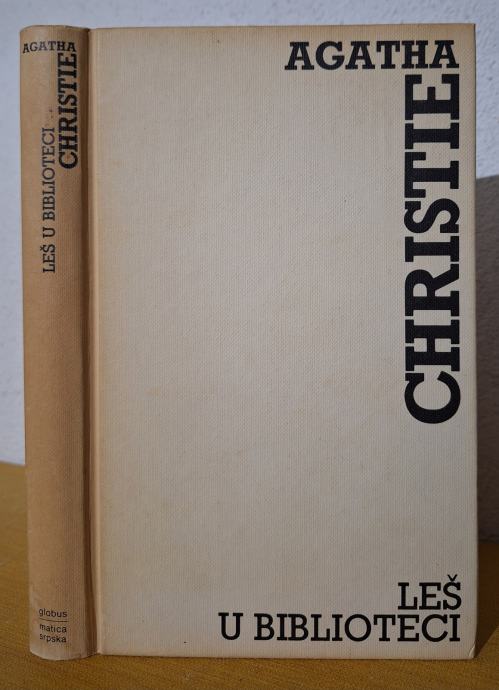 AGATHA
CHRISTIE
LEŠ U BIBLIOTECI
globus
matica
srpska
AGATHA
CHRISTIE
LEŠ
U BIBLIOTECI